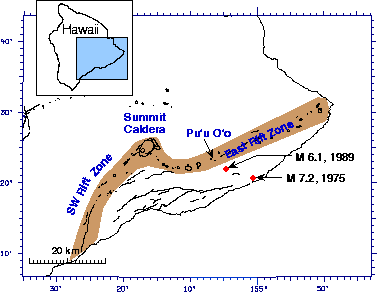 Hawaii
Summit
Caldera
Pu'u O'o
East Rift Zone
SW Rift Zone
M 6.1, 1989
M 7.2, 1975
20 km
30'
20'
10'
30'
20'
10'
155°
50'